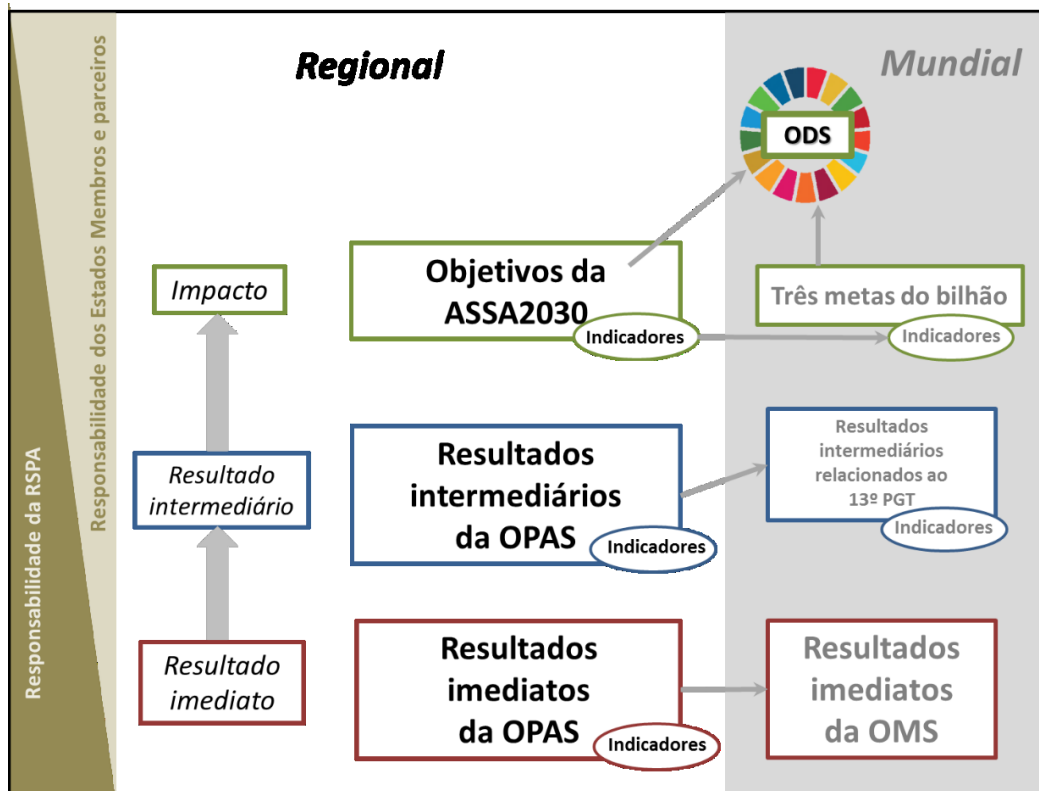 Regional
Mundial
ODS
Responsabilidade da RSPA
Responsabilidade dos Estados Membros e parceiros
Impacto
Objetivos da
ASSA2030
Indicadores
Três metas do bilhão
Indicadores
Resultado
intermediário
Resultados
intermediários
da OPAS
Indicadores
Resultados
intermediários
relacionados ao
13º PGT
Indicadores
Resultado
imediato
Resultados
imediatos
da OPAS
Indicadores
Resultados
imediatos
da OMS